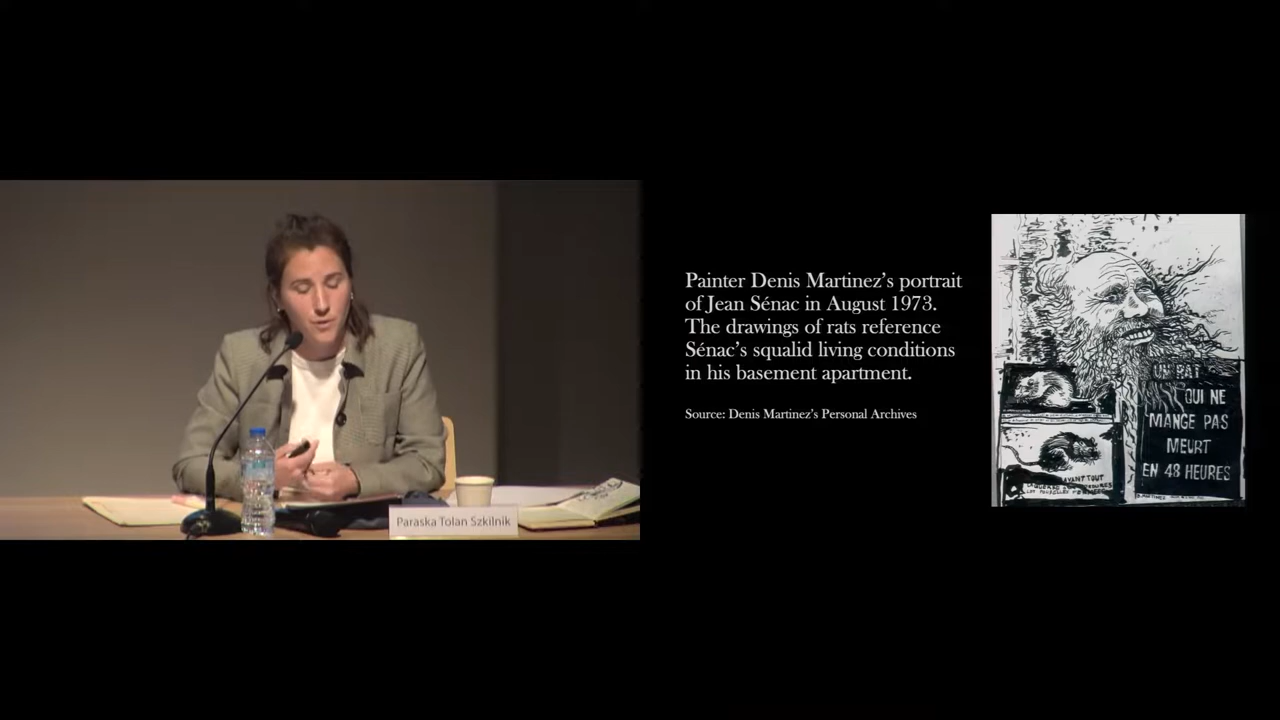 Painter Denis Martinez's portrait
of Jean Sénac in August 1973.
The drawings of rats reference
Sénac's squalid living conditions
in his basement apartment.
Source: Denis Martinez's Personal Archives
UN RAT
QUI NE
MANGE PAS
MEURT
EN 48 HEURES
AVANT TOUT
Paraska Tolan Szkilnik